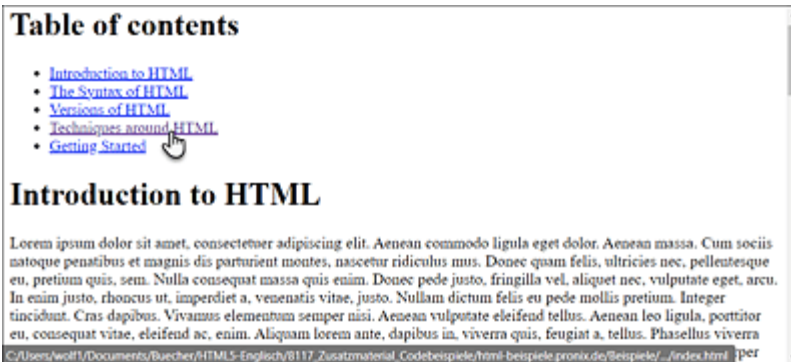 Table of contents
Introduction to HTML
The Syntax of HTML
Versions of HTML
Techniques around HTML
Getting Started
Introduction to HTML
Lorem ipsum dolor sit amet, consectetuer adipiscing elit. Aenean commodo ligula eget dolor. Aenean massa. Cum sociis
natoque penatibus et magnis dis parturient montes, nascetur ridiculus mus. Donec quam felis, ultricies nec, pellentesque
eu, pretium quis, sem. Nulla consequat massa quis enim. Donec pede justo, fringilla vel, aliquet nec, vulputate eget, arcu.
In enim justo, rhoncus ut, imperdiet a, venenatis vitae, justo. Nullam dictum felis eu pede mollis pretium. Integer
tincidunt. Cras dapibus. Vivamus elementum semper nisi. Aenean vulputate eleifend tellus. Aenean leo ligula, porttitor
eu, consequat vitae, eleifend ac, enim. Aliquam lorem ante, dapibus in, viverra quis, feugiat a, tellus. Phasellus viverra
per
C:/Users/wolf1/Documents/Buecher/HTML5-Englisch/8117_Zusatzmaterial_Codebeispiele/html-beispiele.pronix.de/Beispiele/.../index.html